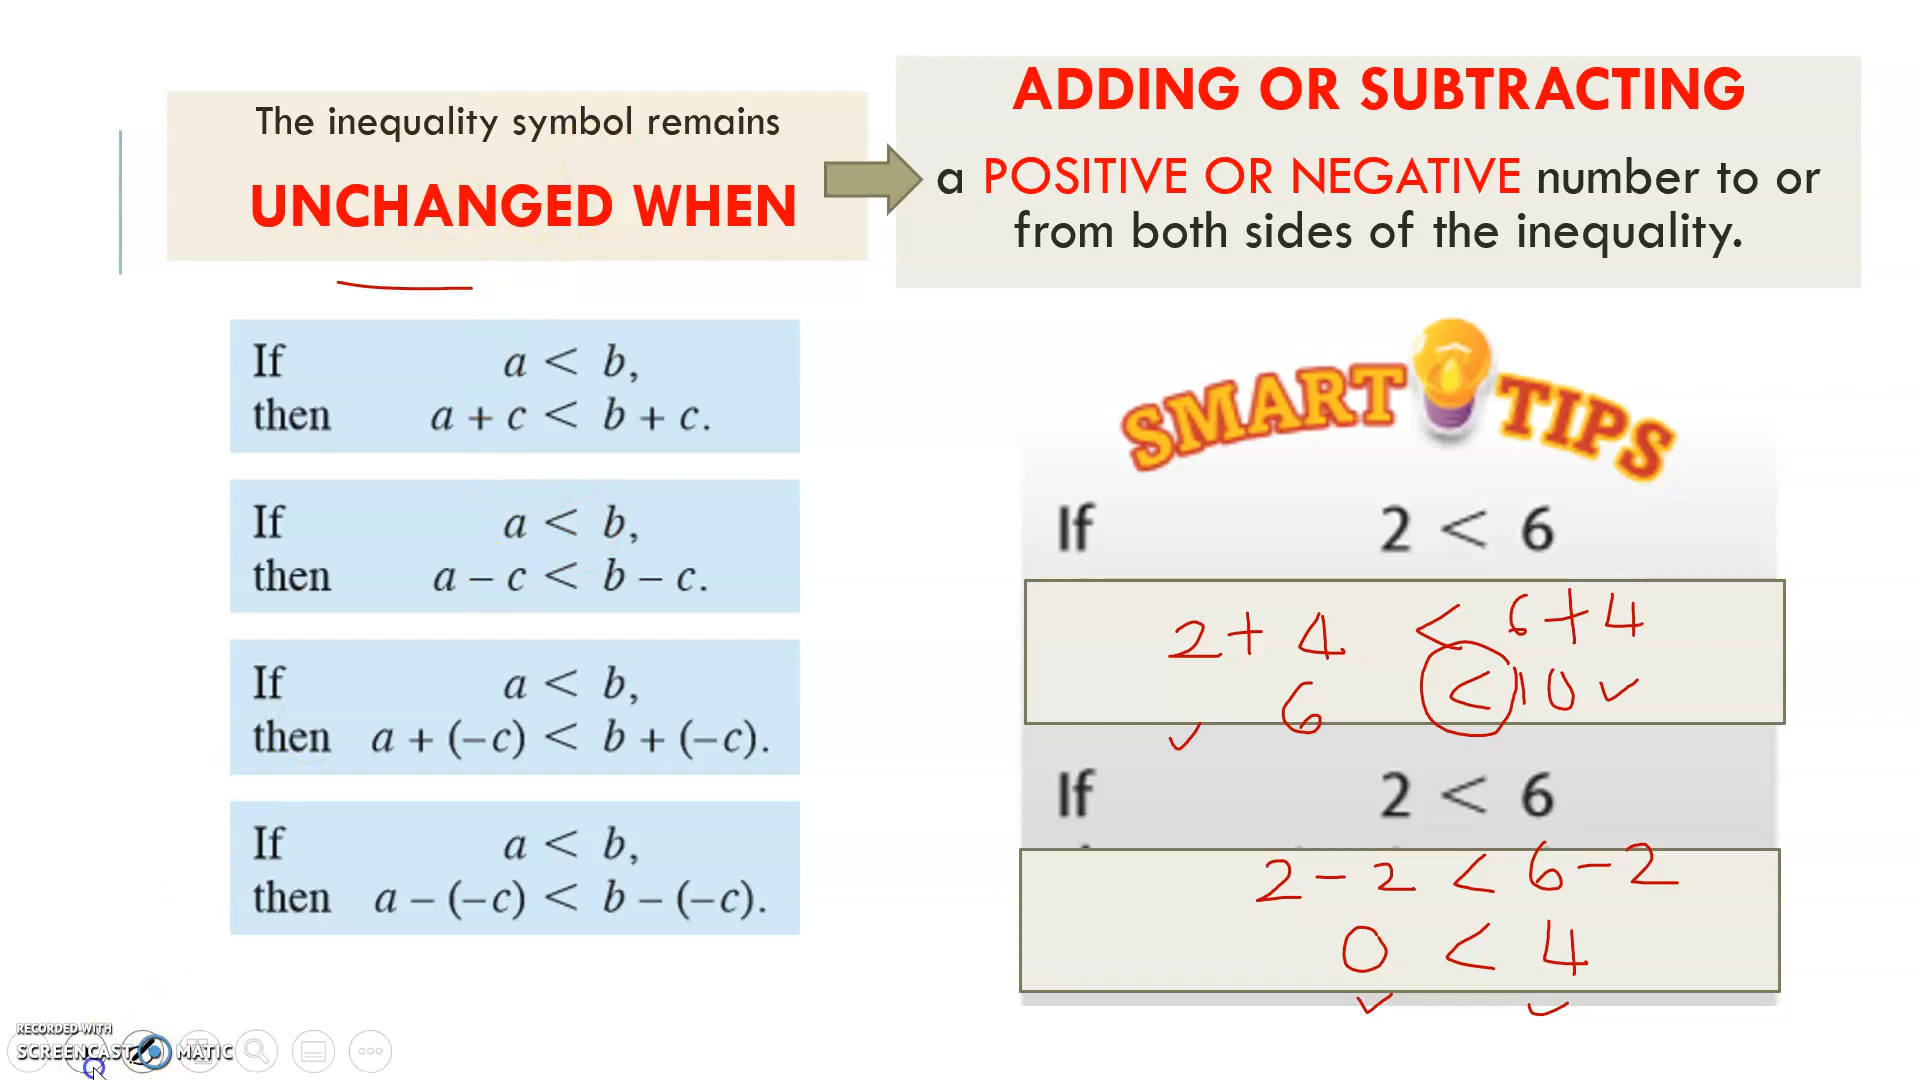 The inequality symbol remains
UNCHANGED WHEN
ADDING OR SUBTRACTING
a POSITIVE OR NEGATIVE number to or
from both sides of the inequality.
If a < b,
then a + c < b + c.
If a < b,
then a – c < b – c.
If a < b,
then a + (–c) < b + (–c).
If a < b,
then a – (–c) < b – (–c).
SMART TIPS
If 2 < 6
2 + 4 < 6 + 4
6 < 10
If 2 < 6
2 - 2 < 6 - 2
0 < 4
RECORDED WITH
SCREENCAST MATIC